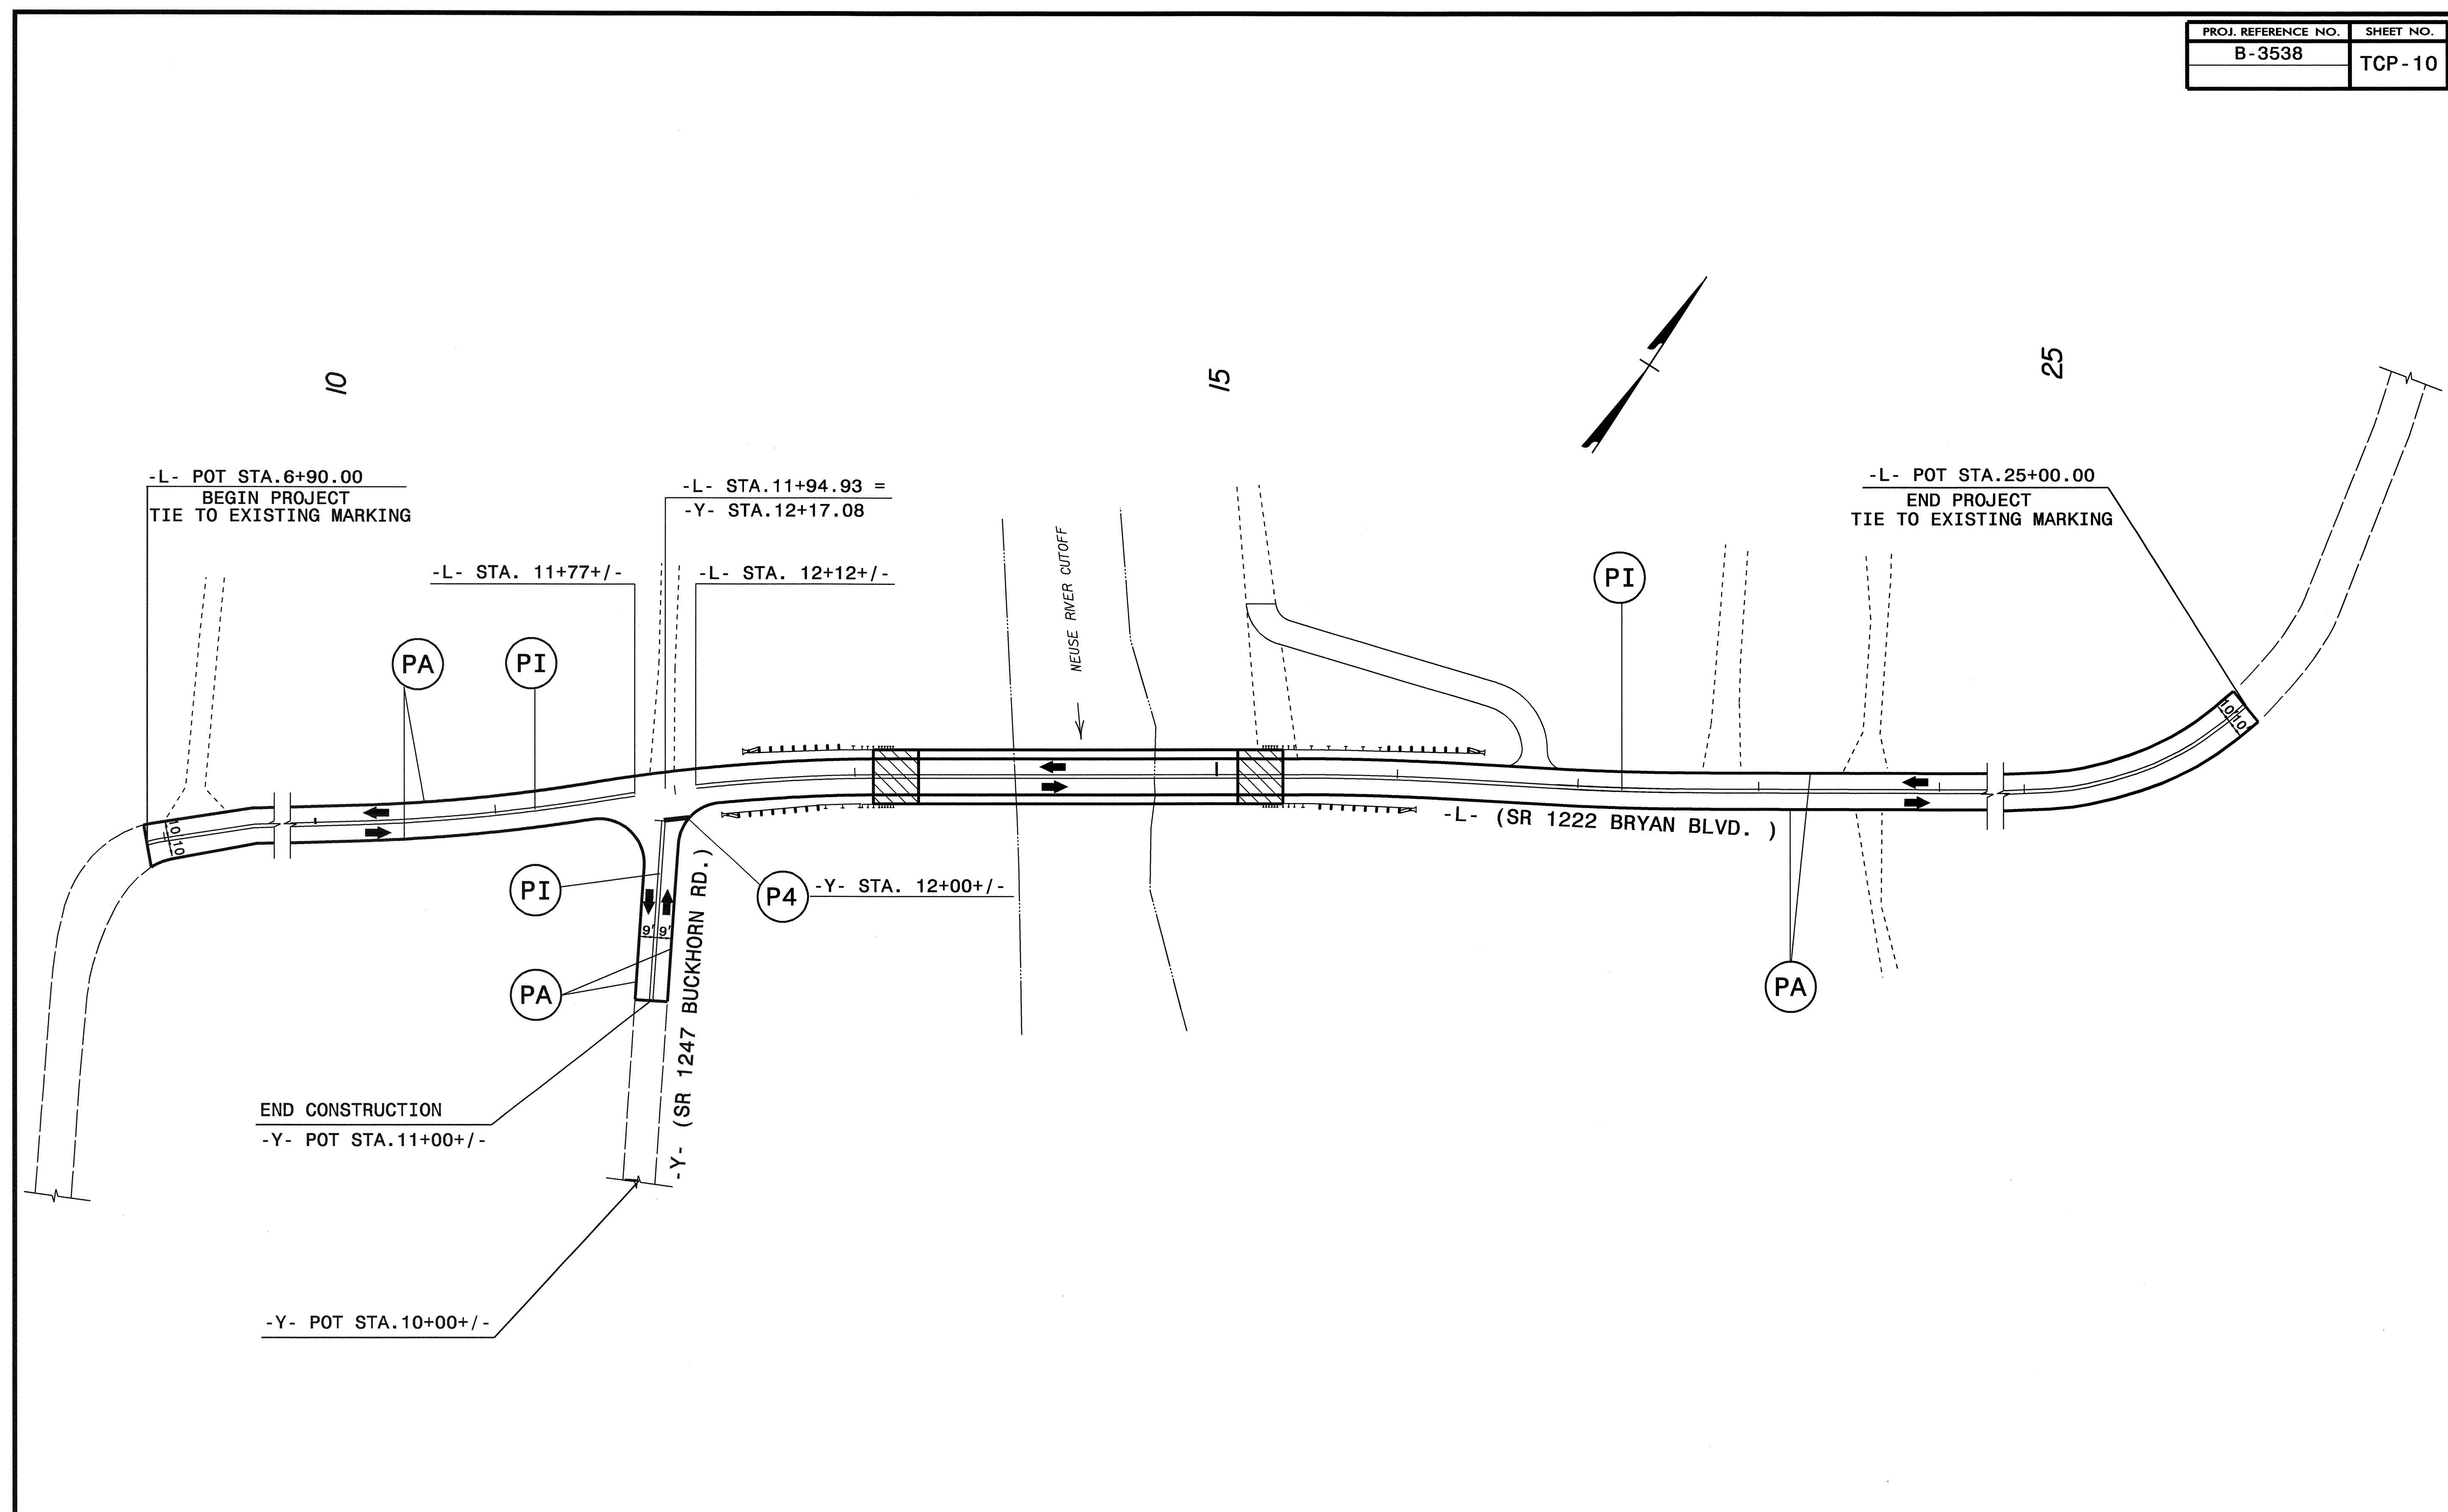 PROJ. REFERENCE NO.
SHEET NO.
B-3538
TCP-10
10
15
25
-L- POT STA.6+90.00
BEGIN PROJECT
TIE TO EXISTING MARKING
-L- STA.11+94.93 =
-Y- STA.12+17.08
-L- POT STA.25+00.00
END PROJECT
TIE TO EXISTING MARKING
-L- STA. 11+77+/-
-L- STA. 12+12+/-
NEUSE RIVER CUTOFF
PI
PA
PI
10
10
10
10
-L- (SR 1222 BRYAN BLVD. )
PI
P4
-Y- STA. 12+00+/-
9'
9'
PA
PA
-Y- (SR 1247 BUCKHORN RD.)
END CONSTRUCTION
-Y- POT STA.11+00+/-
-Y- POT STA.10+00+/-